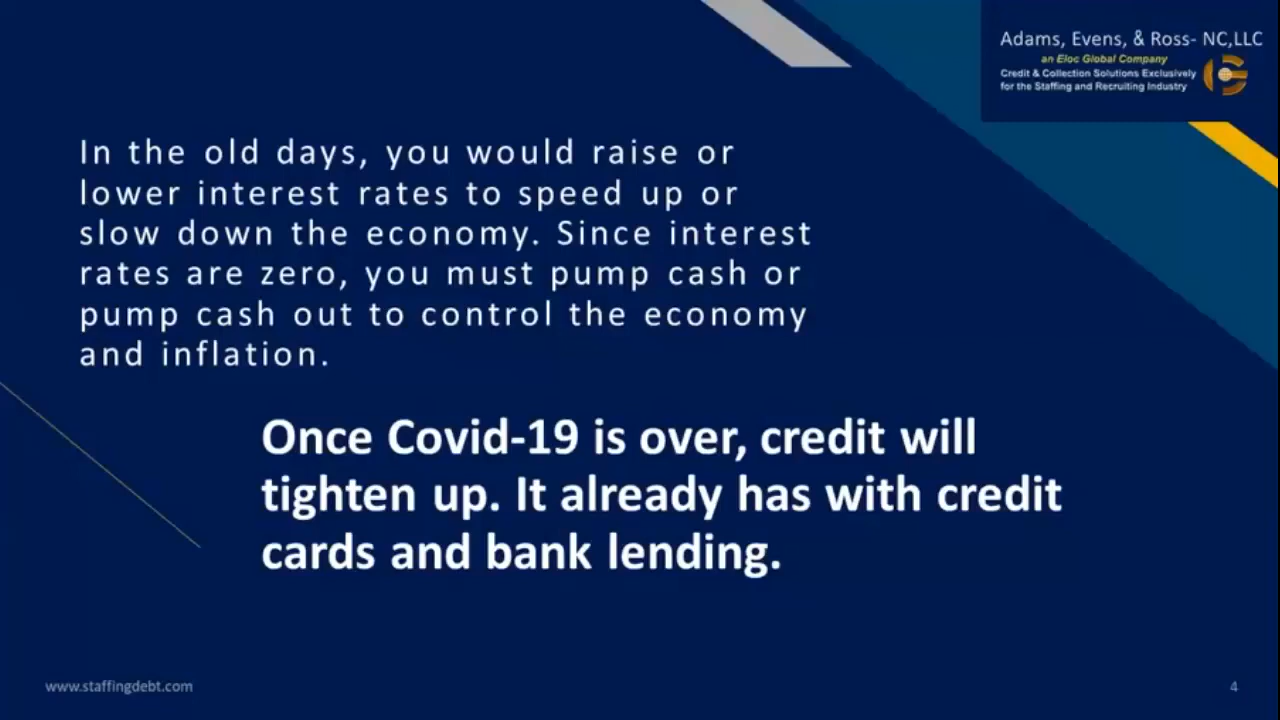 Adams, Evens, & Ross- NC,LLC
an Eloc Global Company
Credit & Collection Solutions Exclusively
for the Staffing and Recruiting Industry
In the old days, you would raise or
lower interest rates to speed up or
slow down the economy. Since interest
rates are zero, you must pump cash or
pump cash out to control the economy
and inflation.
Once Covid-19 is over, credit will
tighten up. It already has with credit
cards and bank lending.
www.staffingdebt.com
4